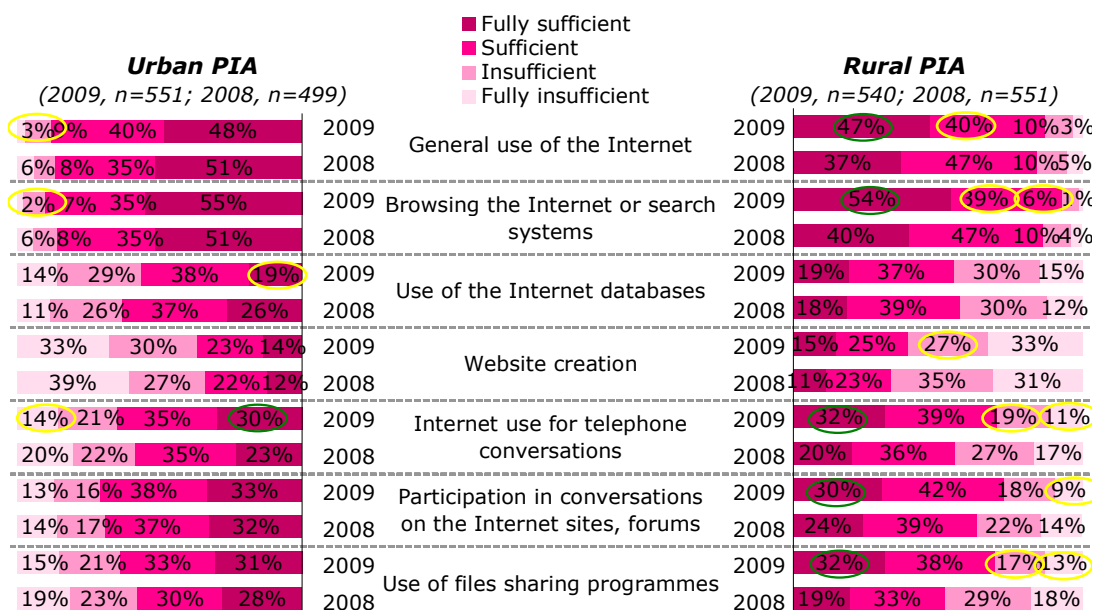 Fully sufficient
Sufficient
Insufficient
Fully insufficient
Urban PIA
(2009, n=551; 2008, n=499)
Rural PIA
(2009, n=540; 2008, n=551)
3% 9% 40% 48% 2009 General use of the Internet 2009 47% 40% 10% 3%
6% 8% 35% 51% 2008 2008 37% 47% 10% 5%
2% 7% 35% 55% 2009 Browsing the Internet or search 2009 54% 39% 6% 1%
6% 8% 35% 51% 2008 systems 2008 40% 47% 10% 4%
14% 29% 38% 19% 2009 Use of the Internet databases 2009 19% 37% 30% 15%
11% 26% 37% 26% 2008 2008 18% 39% 30% 12%
33% 30% 23% 14% 2009 Website creation 2009 15% 25% 27% 33%
39% 27% 22% 12% 2008 2008 11% 23% 35% 31%
14% 21% 35% 30% 2009 Internet use for telephone 2009 32% 39% 19% 11%
20% 22% 35% 23% 2008 conversations 2008 20% 36% 27% 17%
13% 16% 38% 33% 2009 Participation in conversations 2009 30% 42% 18% 9%
14% 17% 37% 32% 2008 on the Internet sites, forums 2008 24% 39% 22% 14%
15% 21% 33% 31% 2009 Use of files sharing programmes 2009 32% 38% 17% 13%
19% 23% 30% 28% 2008 2008 19% 33% 29% 18%